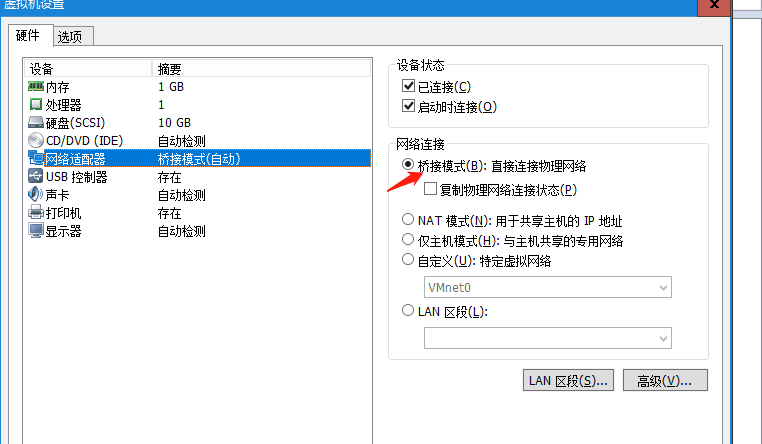 虚拟机设置
硬件 选项
设备 摘要
内存 1 GB
处理器 1
硬盘(SCSI) 10 GB
CD/DVD (IDE) 自动检测
网络适配器 桥接模式(自动)
USB 控制器 存在
声卡 自动检测
打印机 存在
显示器 自动检测
设备状态
已连接(C)
启动时连接(O)
网络连接
桥接模式(B): 直接连接物理网络
复制物理网络连接状态(P)
NAT 模式(N): 用于共享主机的 IP 地址
仅主机模式(H): 与主机共享的专用网络
自定义(U): 特定虚拟网络
VMnet0
LAN 区段(L):
LAN 区段(S)... 高级(V)...